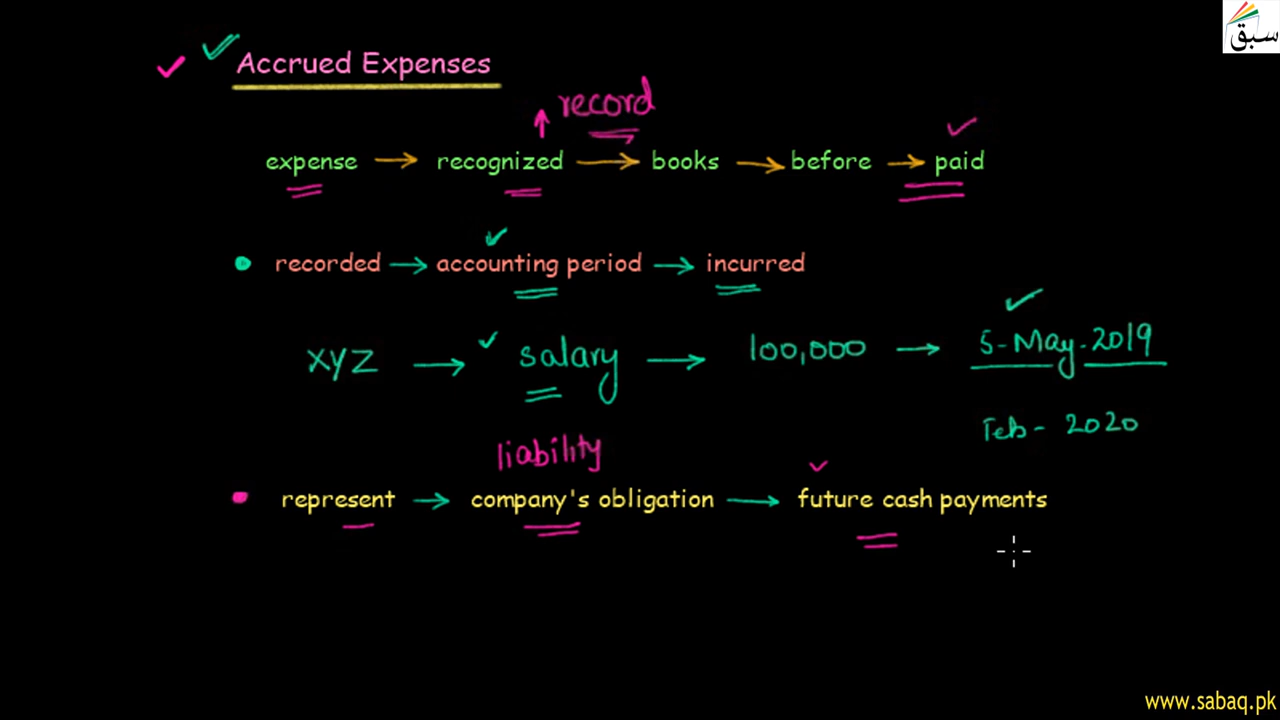 سبق
Accrued Expenses
record
expense → recognized → books → before → paid
recorded → accounting period → incurred
xyz → salary → 100,000 → 5-May-2019
Feb- 2020
liability
represent → company's obligation → future cash payments
www.sabaq.pk